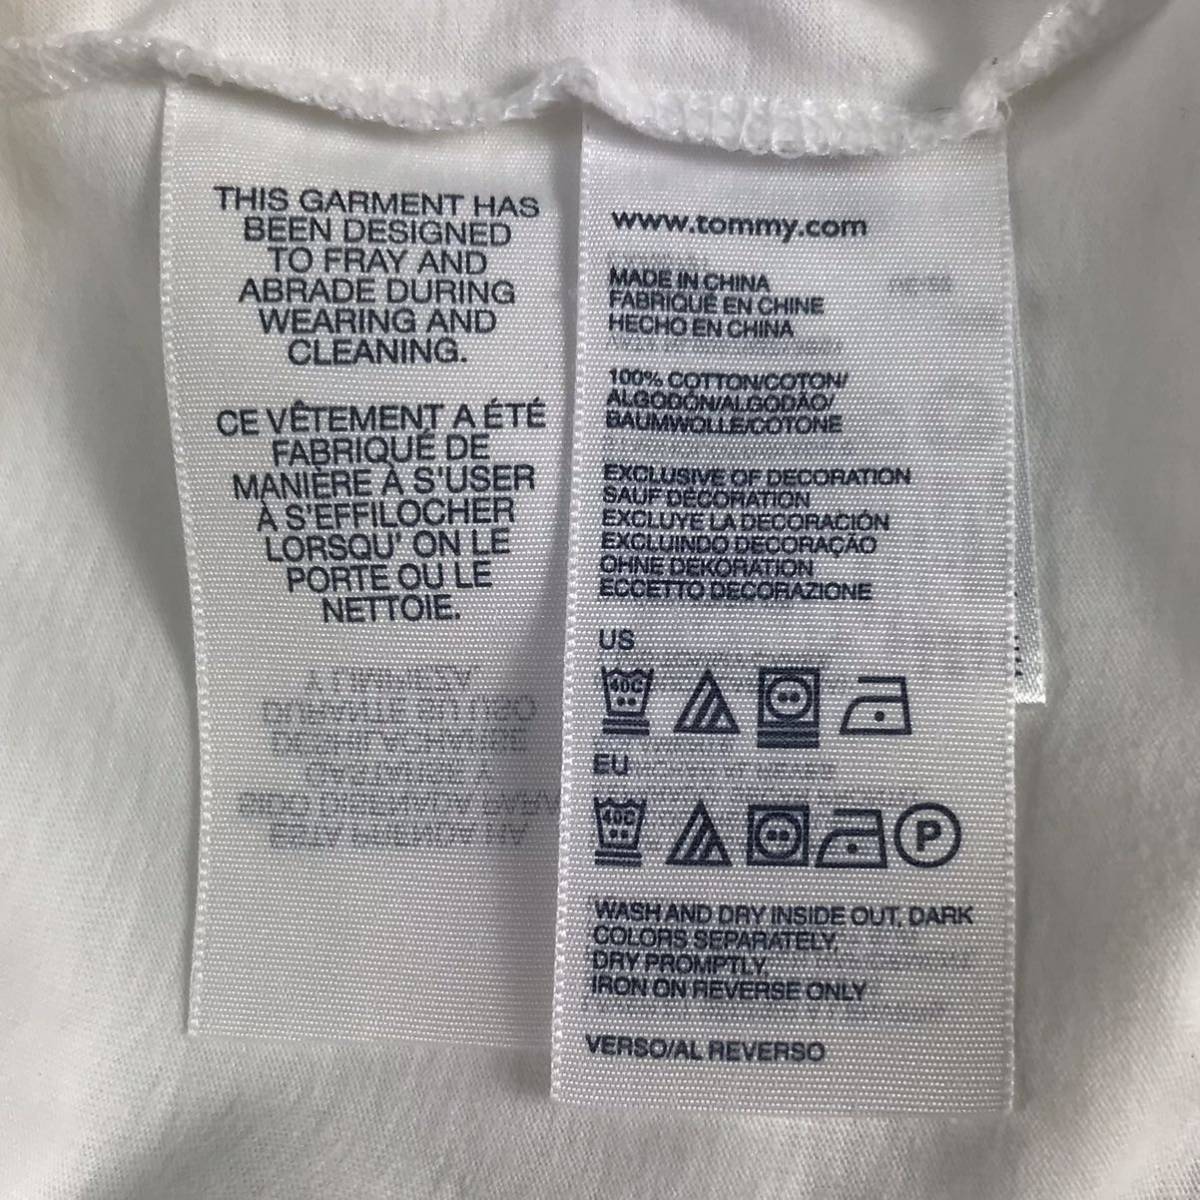 THIS GARMENT HAS
BEEN DESIGNED
TO FRAY AND
ABRADE DURING
WEARING AND
CLEANING.
CE VÊTEMENT A ÉTÉ
FABRIQUÉ DE
MANIÈRE À S'USER
À S'EFFILOCHER
LORSQU' ON LE
PORTE OU LE
NETTOIE.
www.tommy.com
MADE IN CHINA
FABRIQUÉ EN CHINE
HECHO EN CHINA
100% COTTON/COTON/
ALGODÓN/ALGODÃO/
BAUMWOLLE/COTONE
EXCLUSIVE OF DECORATION
SAUF DÉCORATION
EXCLUYE LA DECORACIÓN
EXCLUINDO DECORAÇÃO
OHNE DEKORATION
ECCETTO DECORAZIONE
US
40C
EU
40C
P
WASH AND DRY INSIDE OUT, DARK
COLORS SEPARATELY,
DRY PROMPTLY,
IRON ON REVERSE ONLY
VERSO/AL REVERSO